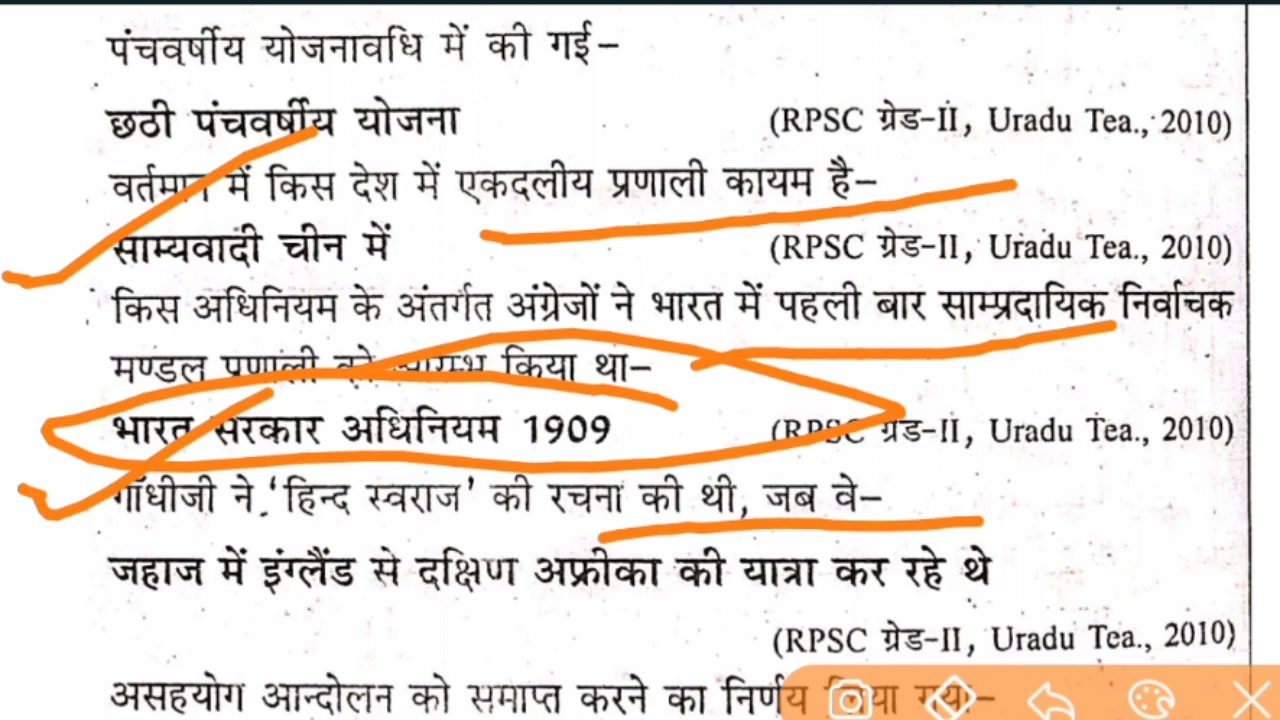 पंचवर्षीय योजनावधि में की गई–
छठी पंचवर्षीय योजना (RPSC ग्रेड-II, Uradu Tea., 2010)
वर्तमान में किस देश में एकदलीय प्रणाली कायम है–
साम्यवादी चीन में (RPSC ग्रेड-II, Uradu Tea., 2010)
किस अधिनियम के अंतर्गत अंग्रेजों ने भारत में पहली बार साम्प्रदायिक निर्वाचक
मण्डल प्रणाली को आरम्भ किया था–
भारत सरकार अधिनियम 1909 (RPSC ग्रेड-II, Uradu Tea., 2010)
गाँधीजी ने 'हिन्द स्वराज' की रचना की थी, जब वे–
जहाज में इंग्लैंड से दक्षिण अफ्रीका की यात्रा कर रहे थे
(RPSC ग्रेड-II, Uradu Tea., 2010)
असहयोग आन्दोलन को समाप्त करने का निर्णय लिया गया–